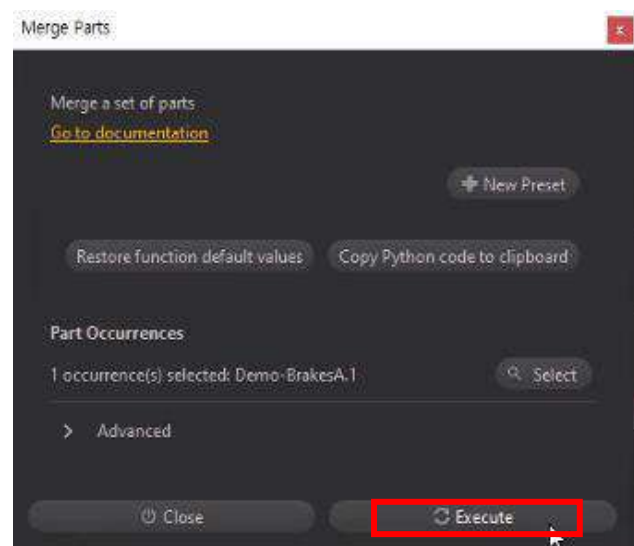 Merge Parts
x
Merge a set of parts
Go to documentation
New Preset
Restore function default values
Copy Python code to clipboard
Part Occurrences
1 occurrence(s) selected: Demo-BrakesA.1
Select
Advanced
Close
Execute